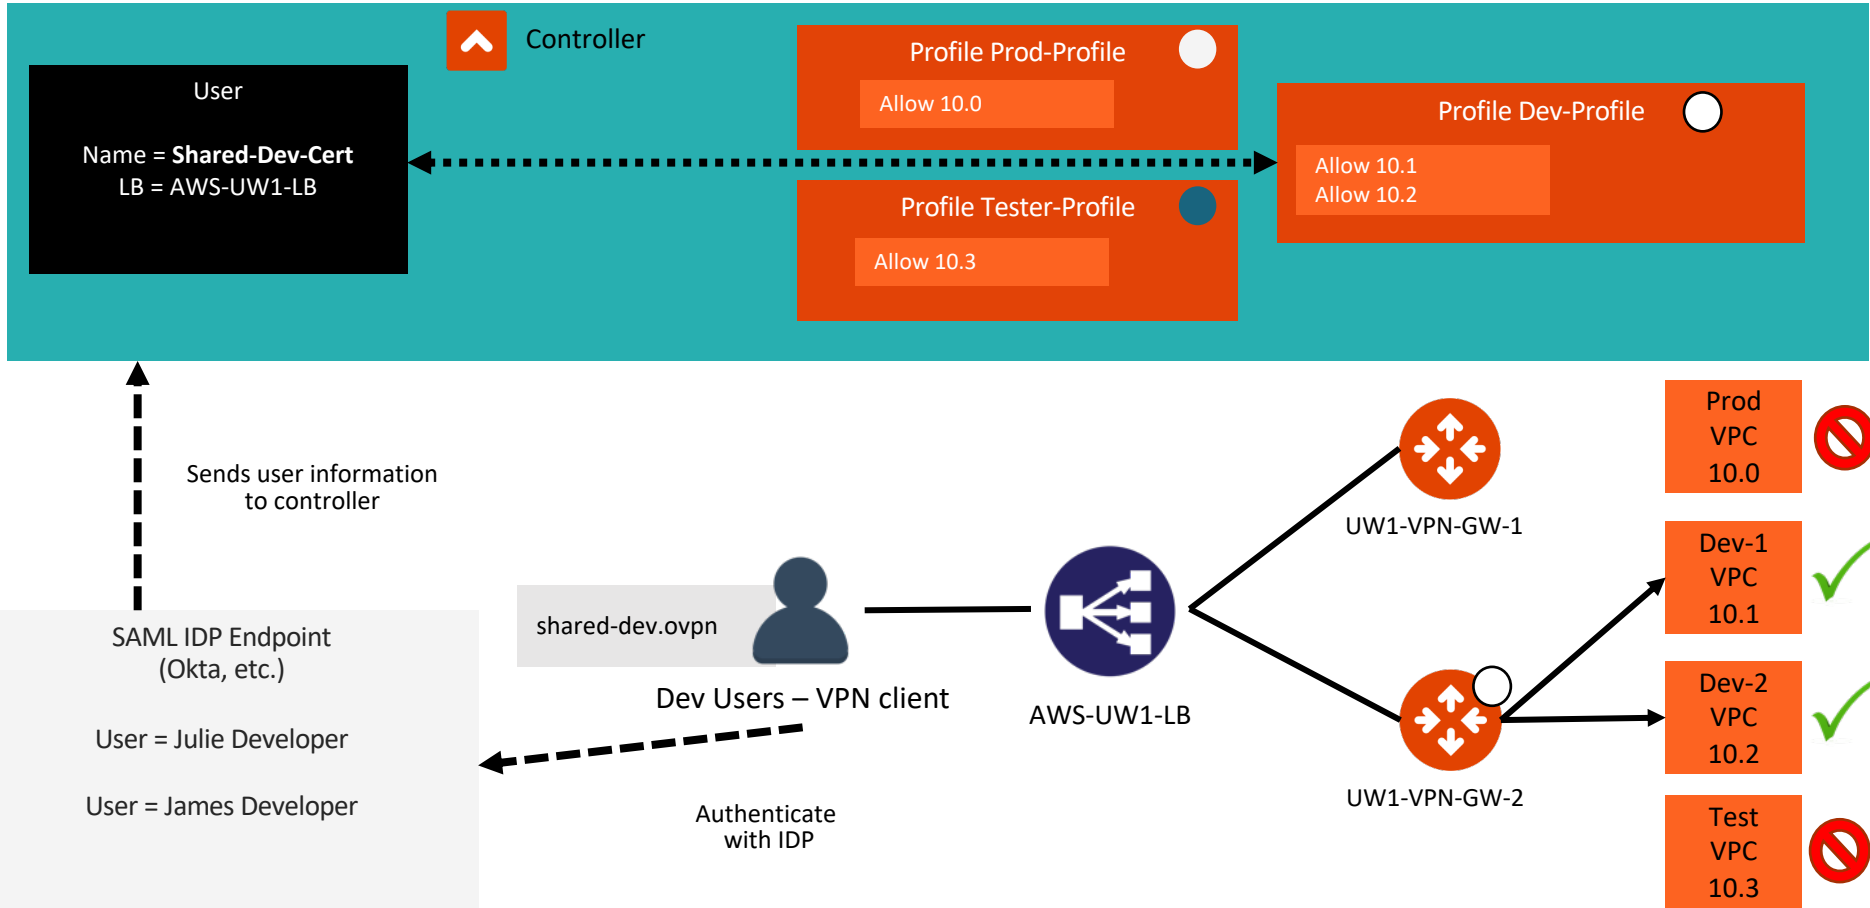 Controller
User
Name = Shared-Dev-Cert
LB = AWS-UW1-LB
Profile Prod-Profile
Allow 10.0
Profile Tester-Profile
Allow 10.3
Profile Dev-Profile
Allow 10.1
Allow 10.2
Sends user information
to controller
SAML IDP Endpoint
(Okta, etc.)
User = Julie Developer
User = James Developer
shared-dev.ovpn
Dev Users – VPN client
Authenticate
with IDP
AWS-UW1-LB
UW1-VPN-GW-1
UW1-VPN-GW-2
Prod
VPC
10.0
Dev-1
VPC
10.1
Dev-2
VPC
10.2
Test
VPC
10.3